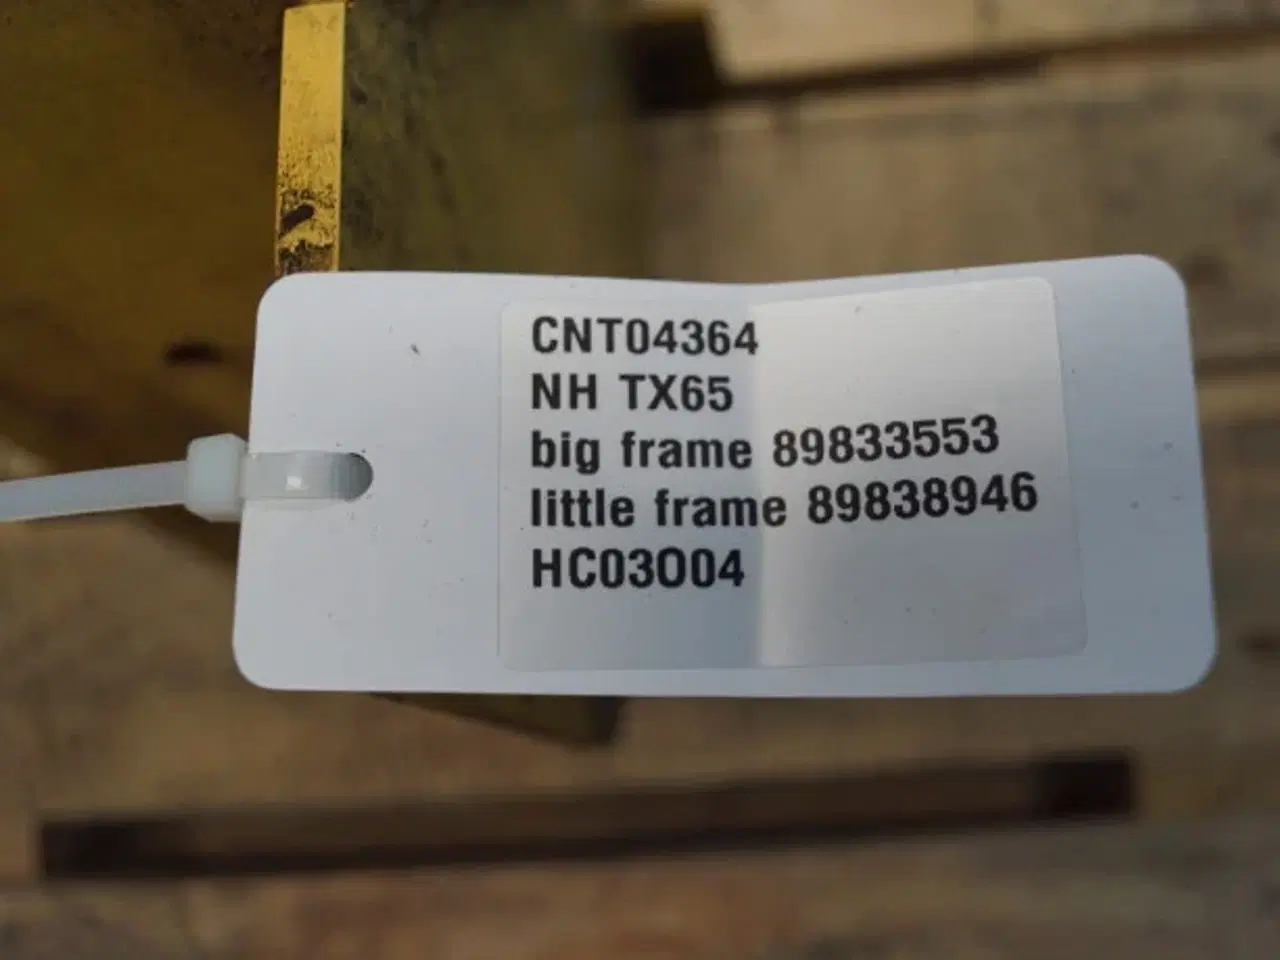 CNT04364
NH TX65
big frame 89833553
little frame 89838946
HC03O04